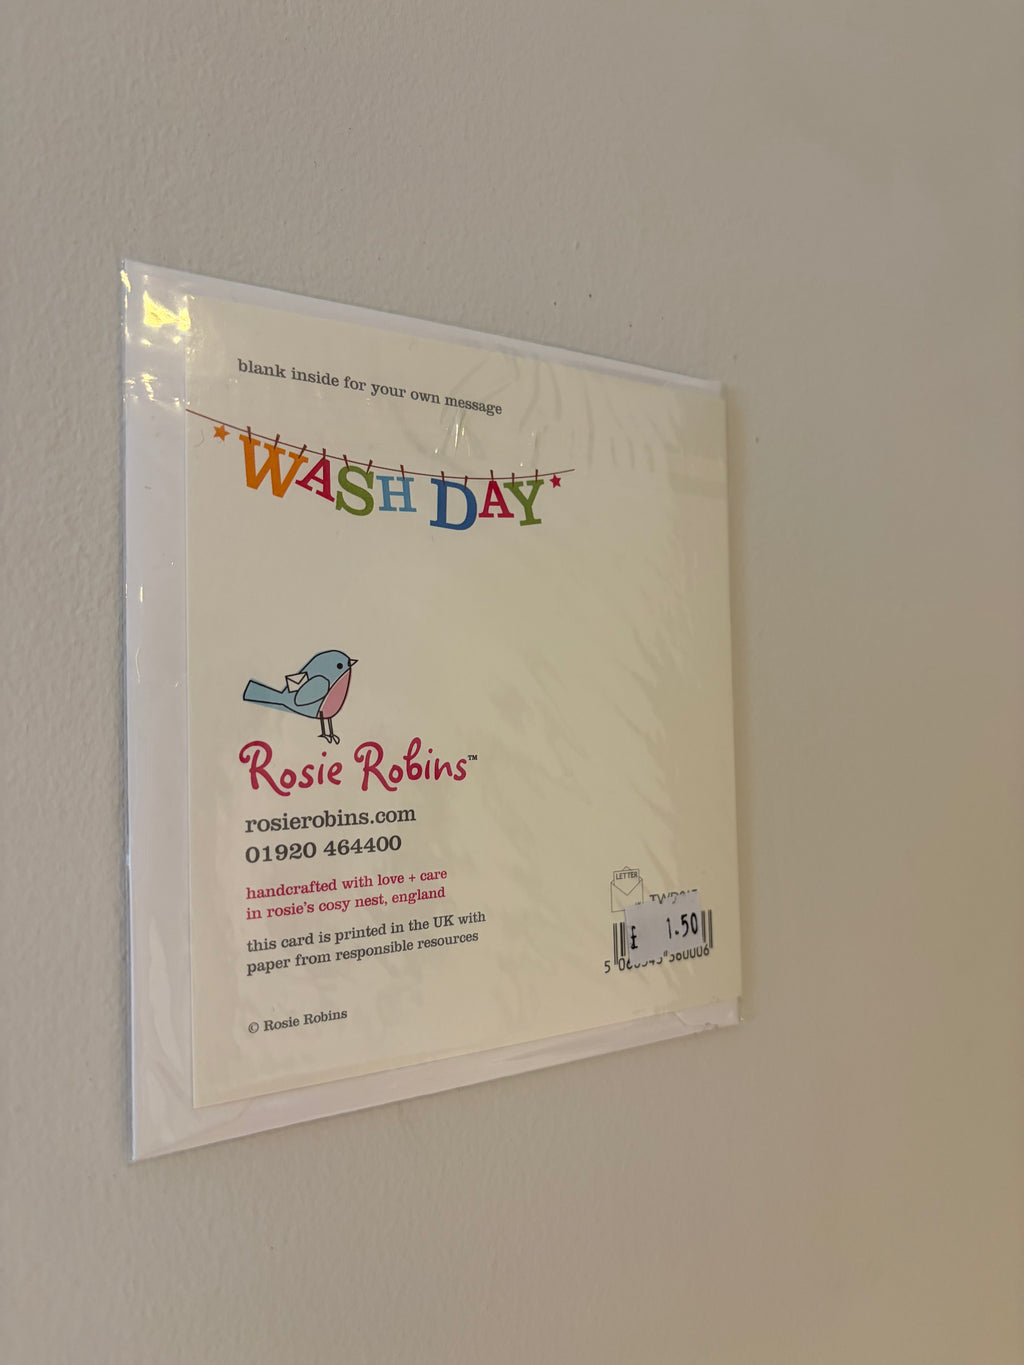 blank inside for your own message
WASH DAY
Rosie Robins™
rosierobins.com
01920 464400
handcrafted with love + care
in rosie's cosy nest, england
this card is printed in the UK with
paper from responsible resources
© Rosie Robins
LETTER
£ 1.50